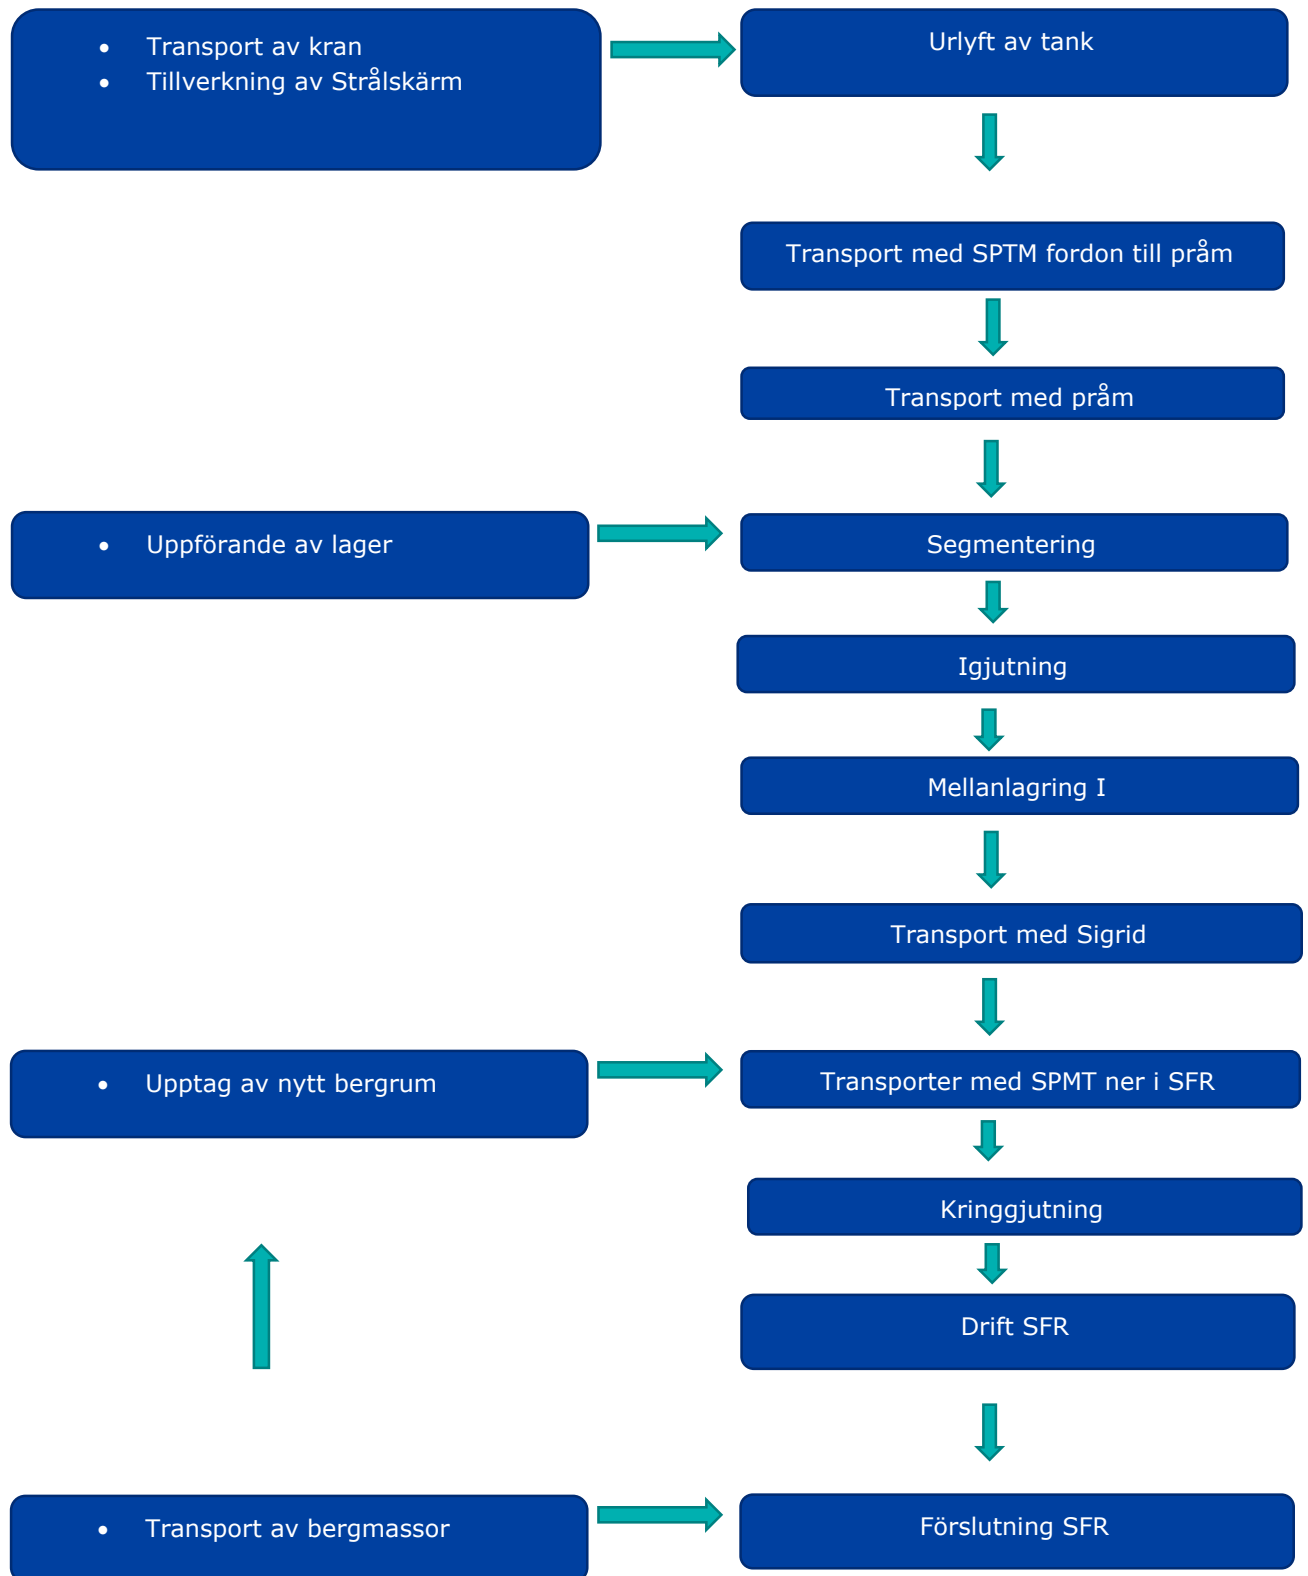 • Transport av kran
• Tillverkning av Strålskärm
Urlyft av tank
Transport med SPTM fordon till pråm
Transport med pråm
• Uppförande av lager
Segmentering
Igjutning
Mellanlagring I
Transport med Sigrid
• Upptag av nytt bergrum
Transporter med SPMT ner i SFR
Kringgjutning
Drift SFR
• Transport av bergmassor
Förslutning SFR